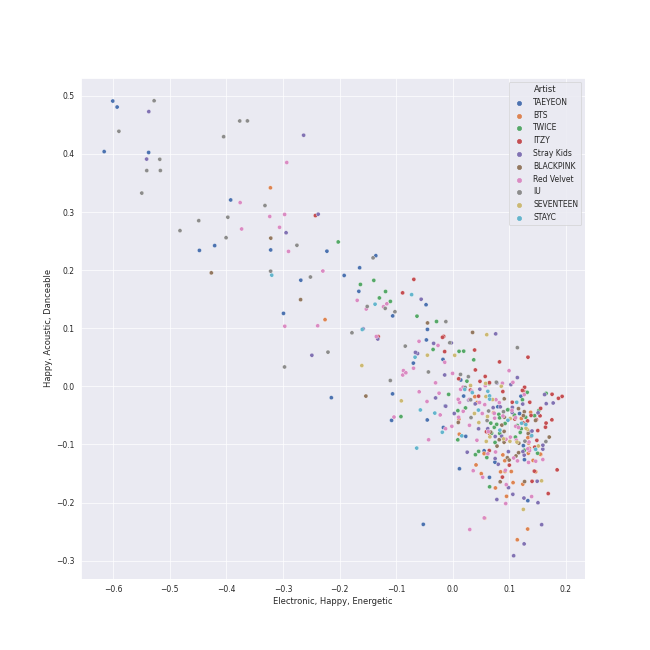 Artist
TAEYEON
BTS
TWICE
ITZY
Stray Kids
BLACKPINK
Red Velvet
IU
SEVENTEEN
STAYC
0.5
0.4
0.3
0.2
0.1
0.0
−0.1
−0.2
−0.3
Happy, Acoustic, Danceable
−0.6
−0.5
−0.4
−0.3
−0.2
−0.1
0.0
0.1
0.2
Electronic, Happy, Energetic